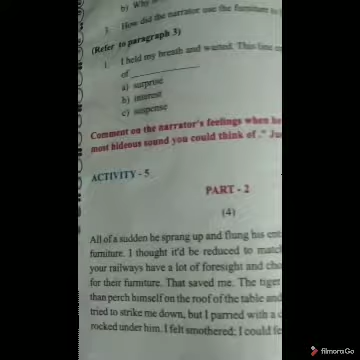 b) Why
3. How did the narrator use the furniture to
(Refer to paragraph 3)
1. I held my breath and waited. This line
of
a) surprise
b) interest
c) suspense
Comment on the narrator's feelings when he
most hideous sound you could think of."
ACTIVITY - 5
PART - 2
(4)
All of a sudden he sprang up and flung his
furniture. I thought it'd be reduced to
your railways have a lot of foresight and
for their furniture. That saved me. The tiger
than perch himself on the roof of the table and
tried to strike me down, but I parried with a
rocked under him. I felt smothered; I could
filmoraGo